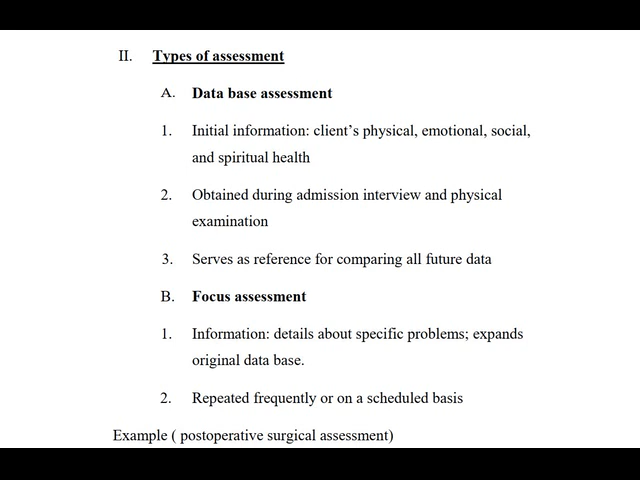 II. Types of assessment
A. Data base assessment
1. Initial information: client’s physical, emotional, social,
and spiritual health
2. Obtained during admission interview and physical
examination
3. Serves as reference for comparing all future data
B. Focus assessment
1. Information: details about specific problems; expands
original data base.
2. Repeated frequently or on a scheduled basis
Example ( postoperative surgical assessment)